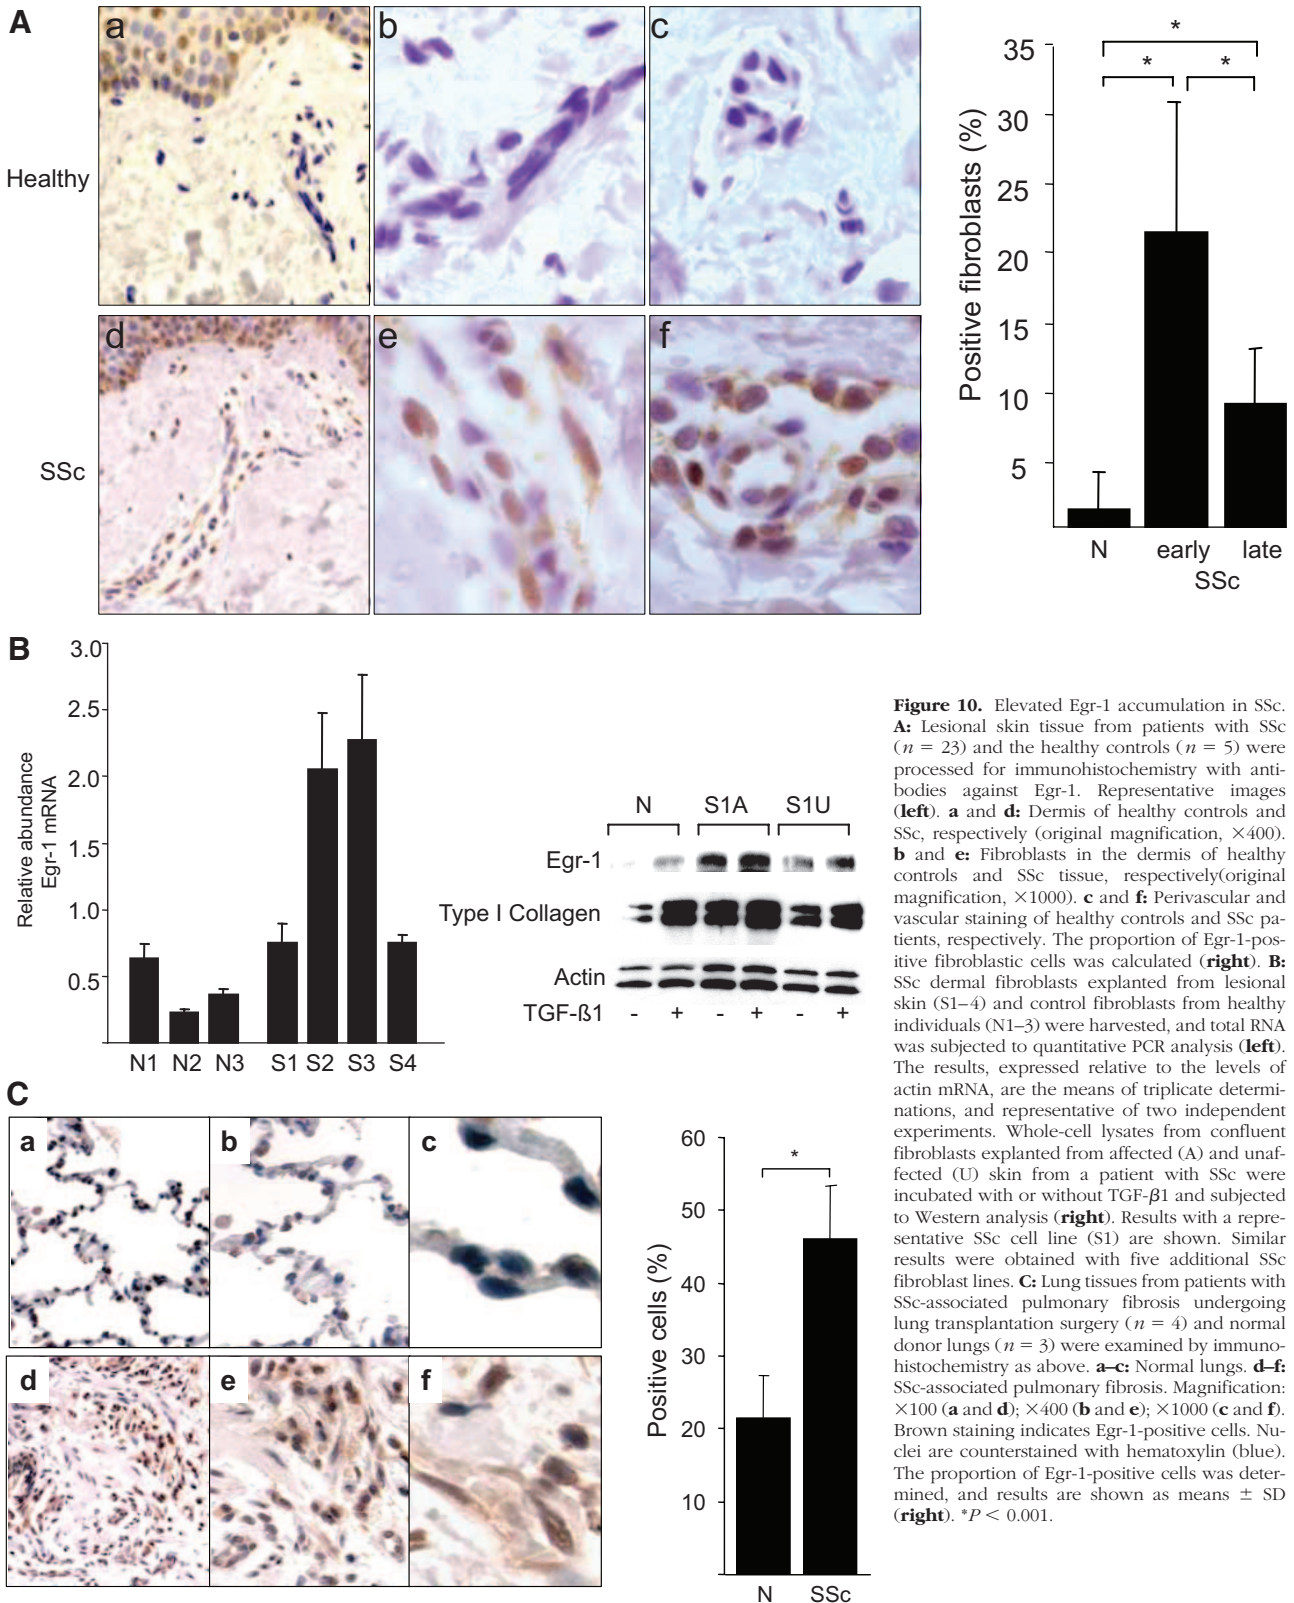 A
a
b
c
Healthy
d
e
f
SSc
Positive fibroblasts (%)
35
30
25
20
15
10
5
*
*
*
N
early
late
SSc
B
Relative abundance
Egr-1 mRNA
3.0
2.5
2.0
1.5
1.0
0.5
N1
N2
N3
S1
S2
S3
S4
N
S1A
S1U
Egr-1
Type I Collagen
Actin
TGF-ß1
-
+
-
+
-
+
C
a
b
c
d
e
f
Positive cells (%)
60
50
40
30
20
10
*
N
SSc
Figure 10. Elevated Egr-1 accumulation in SSc.
A: Lesional skin tissue from patients with SSc
(n = 23) and the healthy controls (n = 5) were
processed for immunohistochemistry with anti-
bodies against Egr-1. Representative images
(left). a and d: Dermis of healthy controls and
SSc, respectively (original magnification, ×400).
b and e: Fibroblasts in the dermis of healthy
controls and SSc tissue, respectively(original
magnification, ×1000). c and f: Perivascular and
vascular staining of healthy controls and SSc pa-
tients, respectively. The proportion of Egr-1-pos-
itive fibroblastic cells was calculated (right). B:
SSc dermal fibroblasts explanted from lesional
skin (S1–4) and control fibroblasts from healthy
individuals (N1–3) were harvested, and total RNA
was subjected to quantitative PCR analysis (left).
The results, expressed relative to the levels of
actin mRNA, are the means of triplicate determi-
nations, and representative of two independent
experiments. Whole-cell lysates from confluent
fibroblasts explanted from affected (A) and unaf-
fected (U) skin from a patient with SSc were
incubated with or without TGF-β1 and subjected
to Western analysis (right). Results with a repre-
sentative SSc cell line (S1) are shown. Similar
results were obtained with five additional SSc
fibroblast lines. C: Lung tissues from patients with
SSc-associated pulmonary fibrosis undergoing
lung transplantation surgery (n = 4) and normal
donor lungs (n = 3) were examined by immuno-
histochemistry as above. a–c: Normal lungs. d–f:
SSc-associated pulmonary fibrosis. Magnification:
×100 (a and d); ×400 (b and e); ×1000 (c and f).
Brown staining indicates Egr-1-positive cells. Nu-
clei are counterstained with hematoxylin (blue).
The proportion of Egr-1-positive cells was deter-
mined, and results are shown as means ± SD
(right). *P < 0.001.